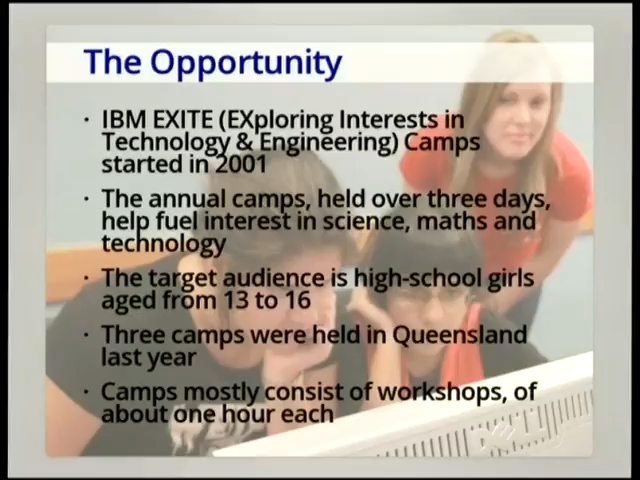 The Opportunity
· IBM EXITE (EXploring Interests in
Technology & Engineering) Camps
started in 2001
· The annual camps, held over three days,
help fuel interest in science, maths and
technology
· The target audience is high-school girls
aged from 13 to 16
· Three camps were held in Queensland
last year
· Camps mostly consist of workshops, of
about one hour each
DELL